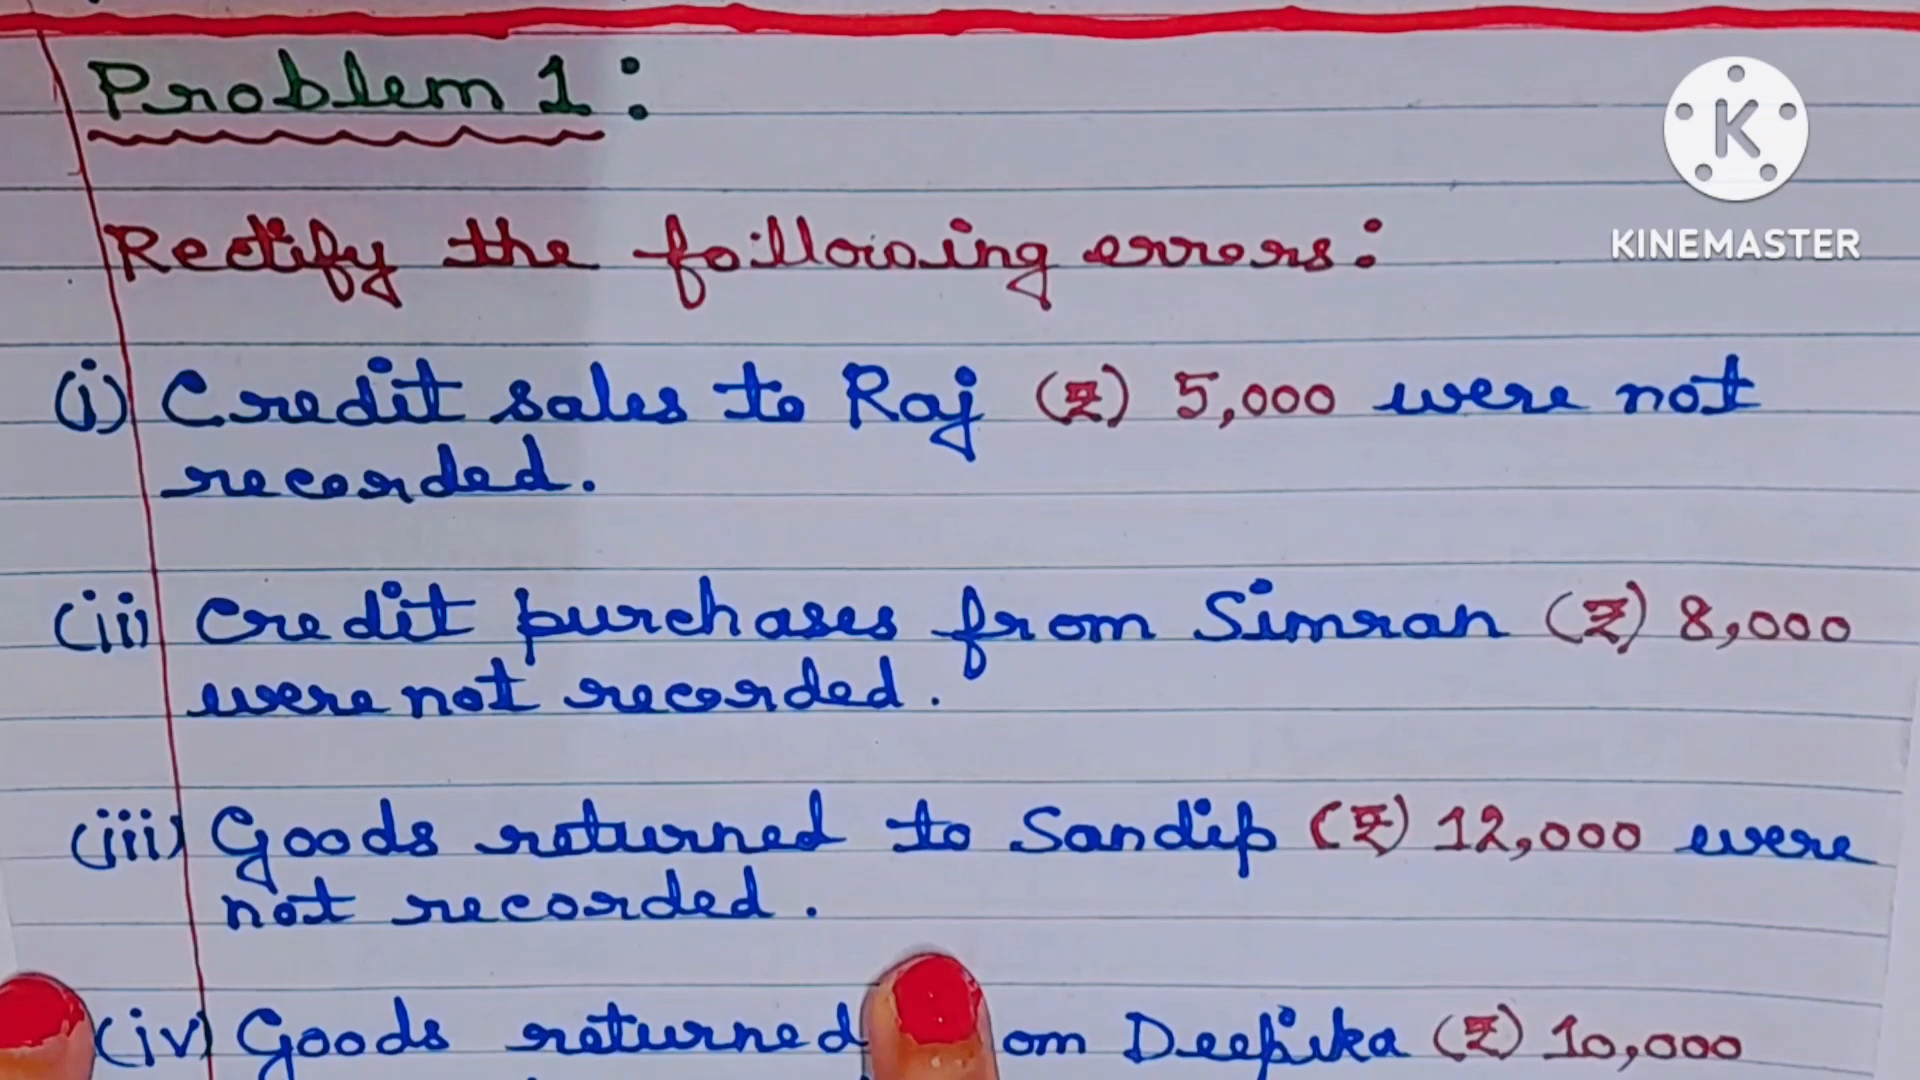 Problem 1 :
K
KINEMASTER
Rectify the following errors:
(i) Credit sales to Raj (₹) 5,000 were not
recorded.
(ii) Credit purchases from Simran (₹) 8,000
were not recorded.
(iii) Goods returned to Sandip (₹) 12,000 were
not recorded.
(iv) Goods returned om Deepika (₹) 10,000